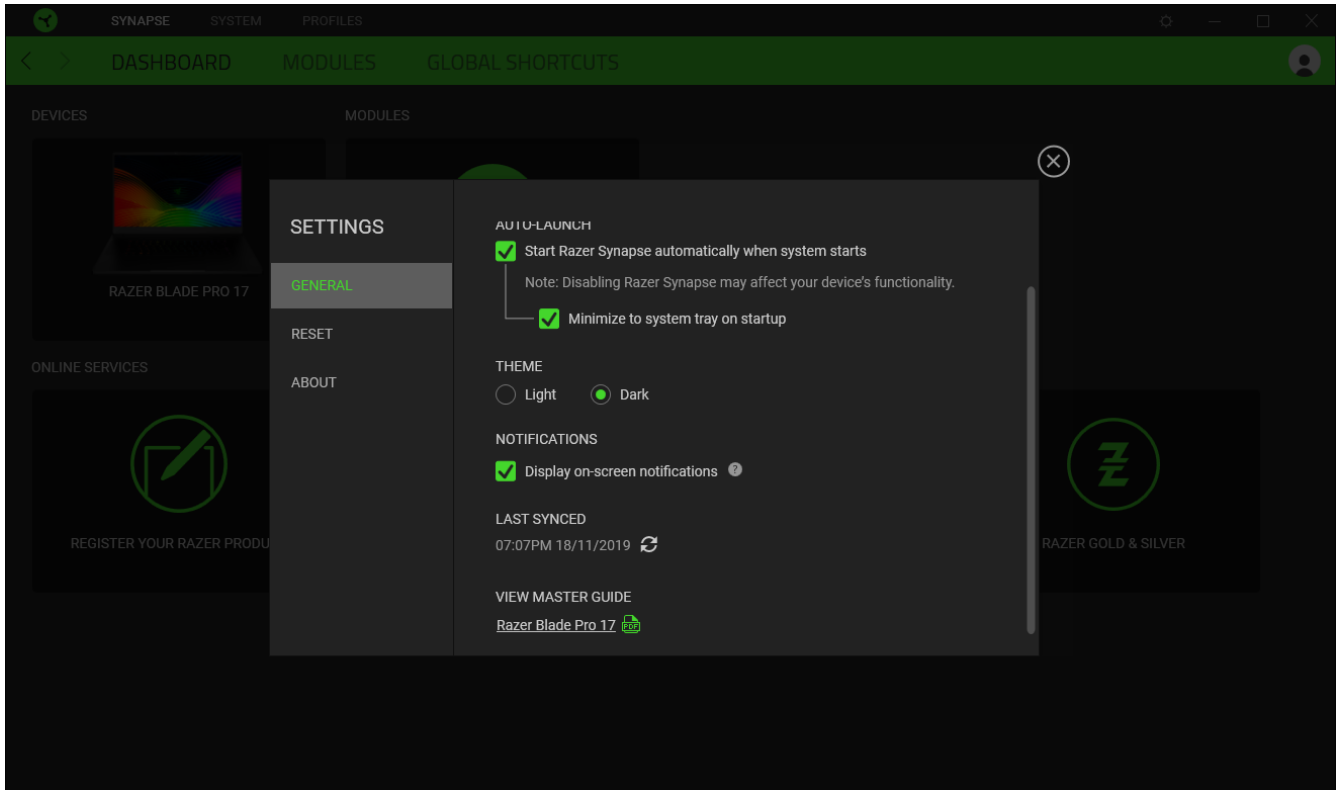 SYNAPSE SYSTEM PROFILES
DASHBOARD MODULES GLOBAL SHORTCUTS
DEVICES MODULES
RAZER BLADE PRO 17
ONLINE SERVICES
REGISTER YOUR RAZER PRODU
RAZER GOLD & SILVER
SETTINGS
GENERAL
RESET
ABOUT
AUTO-LAUNCH
Start Razer Synapse automatically when system starts
Note: Disabling Razer Synapse may affect your device’s functionality.
Minimize to system tray on startup
THEME
Light Dark
NOTIFICATIONS
Display on-screen notifications ?
LAST SYNCED
07:07PM 18/11/2019
VIEW MASTER GUIDE
Razer Blade Pro 17 PDF